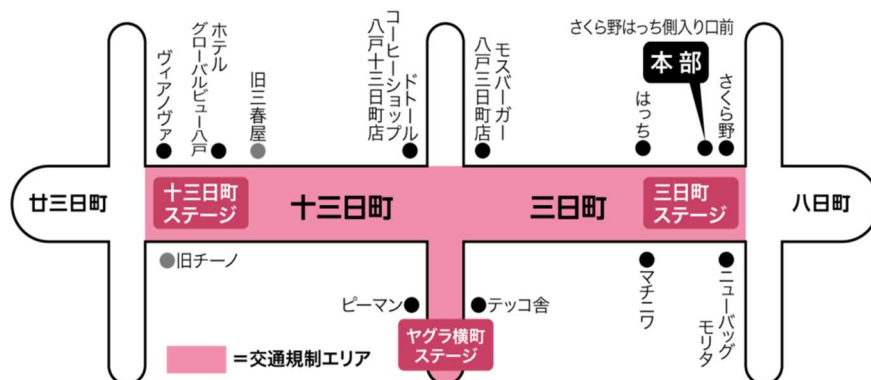 さくら野はっち側入り口前
本部
ヴィアノヴァ
ホテル
グローバルビュー八戸
旧三春屋
ドトール
コーヒーショップ
八戸十三日町店
モスバーガー
八戸三日町店
はっち
さくら野
廿三日町
十三日町
ステージ
十三日町
三日町
三日町
ステージ
八日町
旧チーノ
ピーマン
テッコ舎
マチニワ
ニューバッグ
モリタ
ヤグラ横町
ステージ
=交通規制エリア